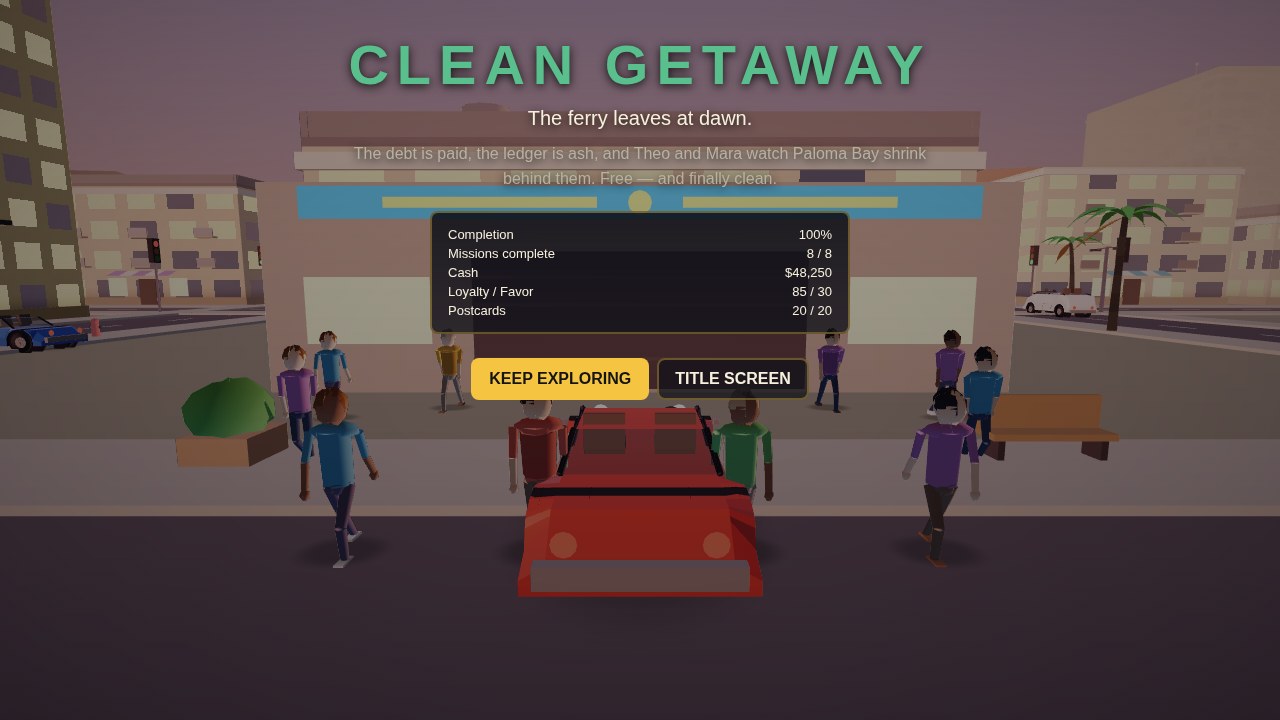 CLEAN GETAWAY
The ferry leaves at dawn.
The debt is paid, the ledger is ash, and Theo and Mara watch Paloma Bay shrink
behind them. Free — and finally clean.
Completion 100%
Missions complete 8 / 8
Cash $48,250
Loyalty / Favor 85 / 30
Postcards 20 / 20
KEEP EXPLORING TITLE SCREEN